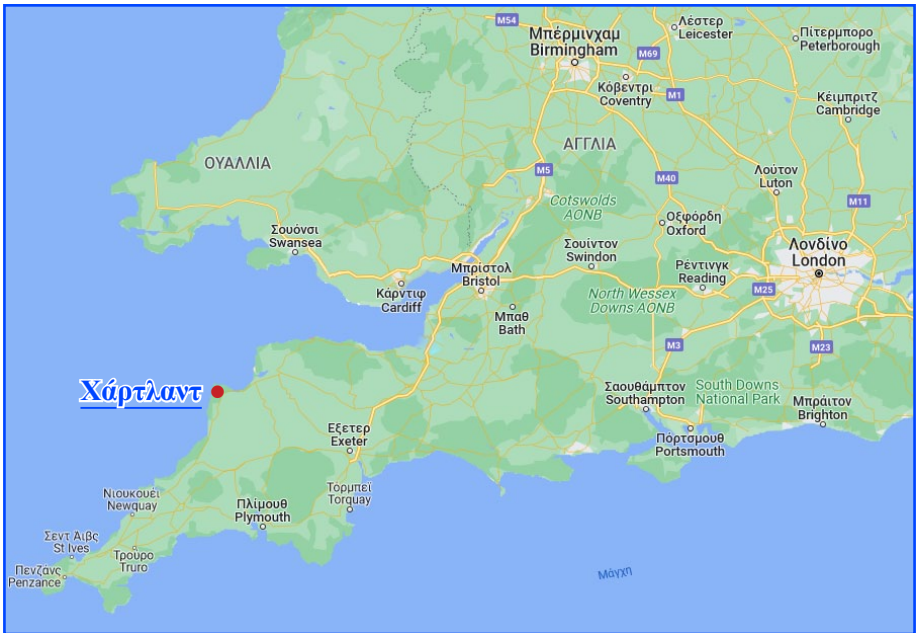 M54
Λέστερ
Leicester
Μπέρμινχαμ
Birmingham
Πίτερμπορο
Peterborough
M69
Κόβεντρι
Coventry
M1
Κέιμπριτζ
Cambridge
ΑΓΓΛΙΑ
ΟΥΑΛΛΙΑ
M5
M40
Λούτον
Luton
Cotswolds
AONB
M11
Οξφόρδη
Oxford
Σουόνσι
Swansea
Σουίντον
Swindon
Λονδίνο
London
Μπρίστολ
Bristol
Ρέντινγκ
Reading
M25
Κάρντιφ
Cardiff
North Wessex
Downs AONB
Μπαθ
Bath
M3
M23
Χάρτλαντ
Σαουθάμπτον
Southampton
South Downs
National Park
Μπράιτον
Brighton
Εξετερ
Exeter
Πόρτσμουθ
Portsmouth
Τόρμπεϊ
Torquay
Νιουκουέι
Newquay
Πλίμουθ
Plymouth
Σεντ Άιβς
St Ives
Τρουρο
Truro
Πενζάνς
Penzance
Μάγχη